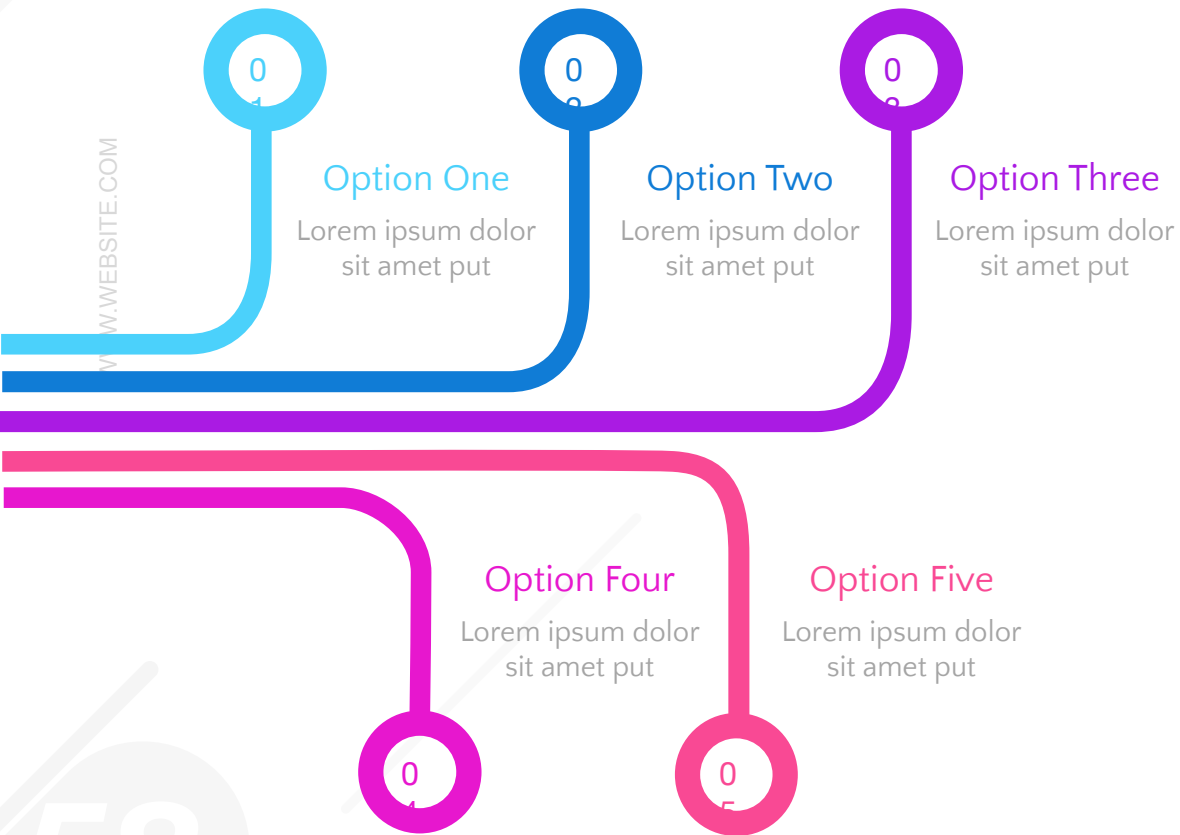 0
0
0
WWW.WEBSITE.COM
Option One
Lorem ipsum dolor
sit amet put
Option Two
Lorem ipsum dolor
sit amet put
Option Three
Lorem ipsum dolor
sit amet put
Option Four
Lorem ipsum dolor
sit amet put
Option Five
Lorem ipsum dolor
sit amet put
0
0